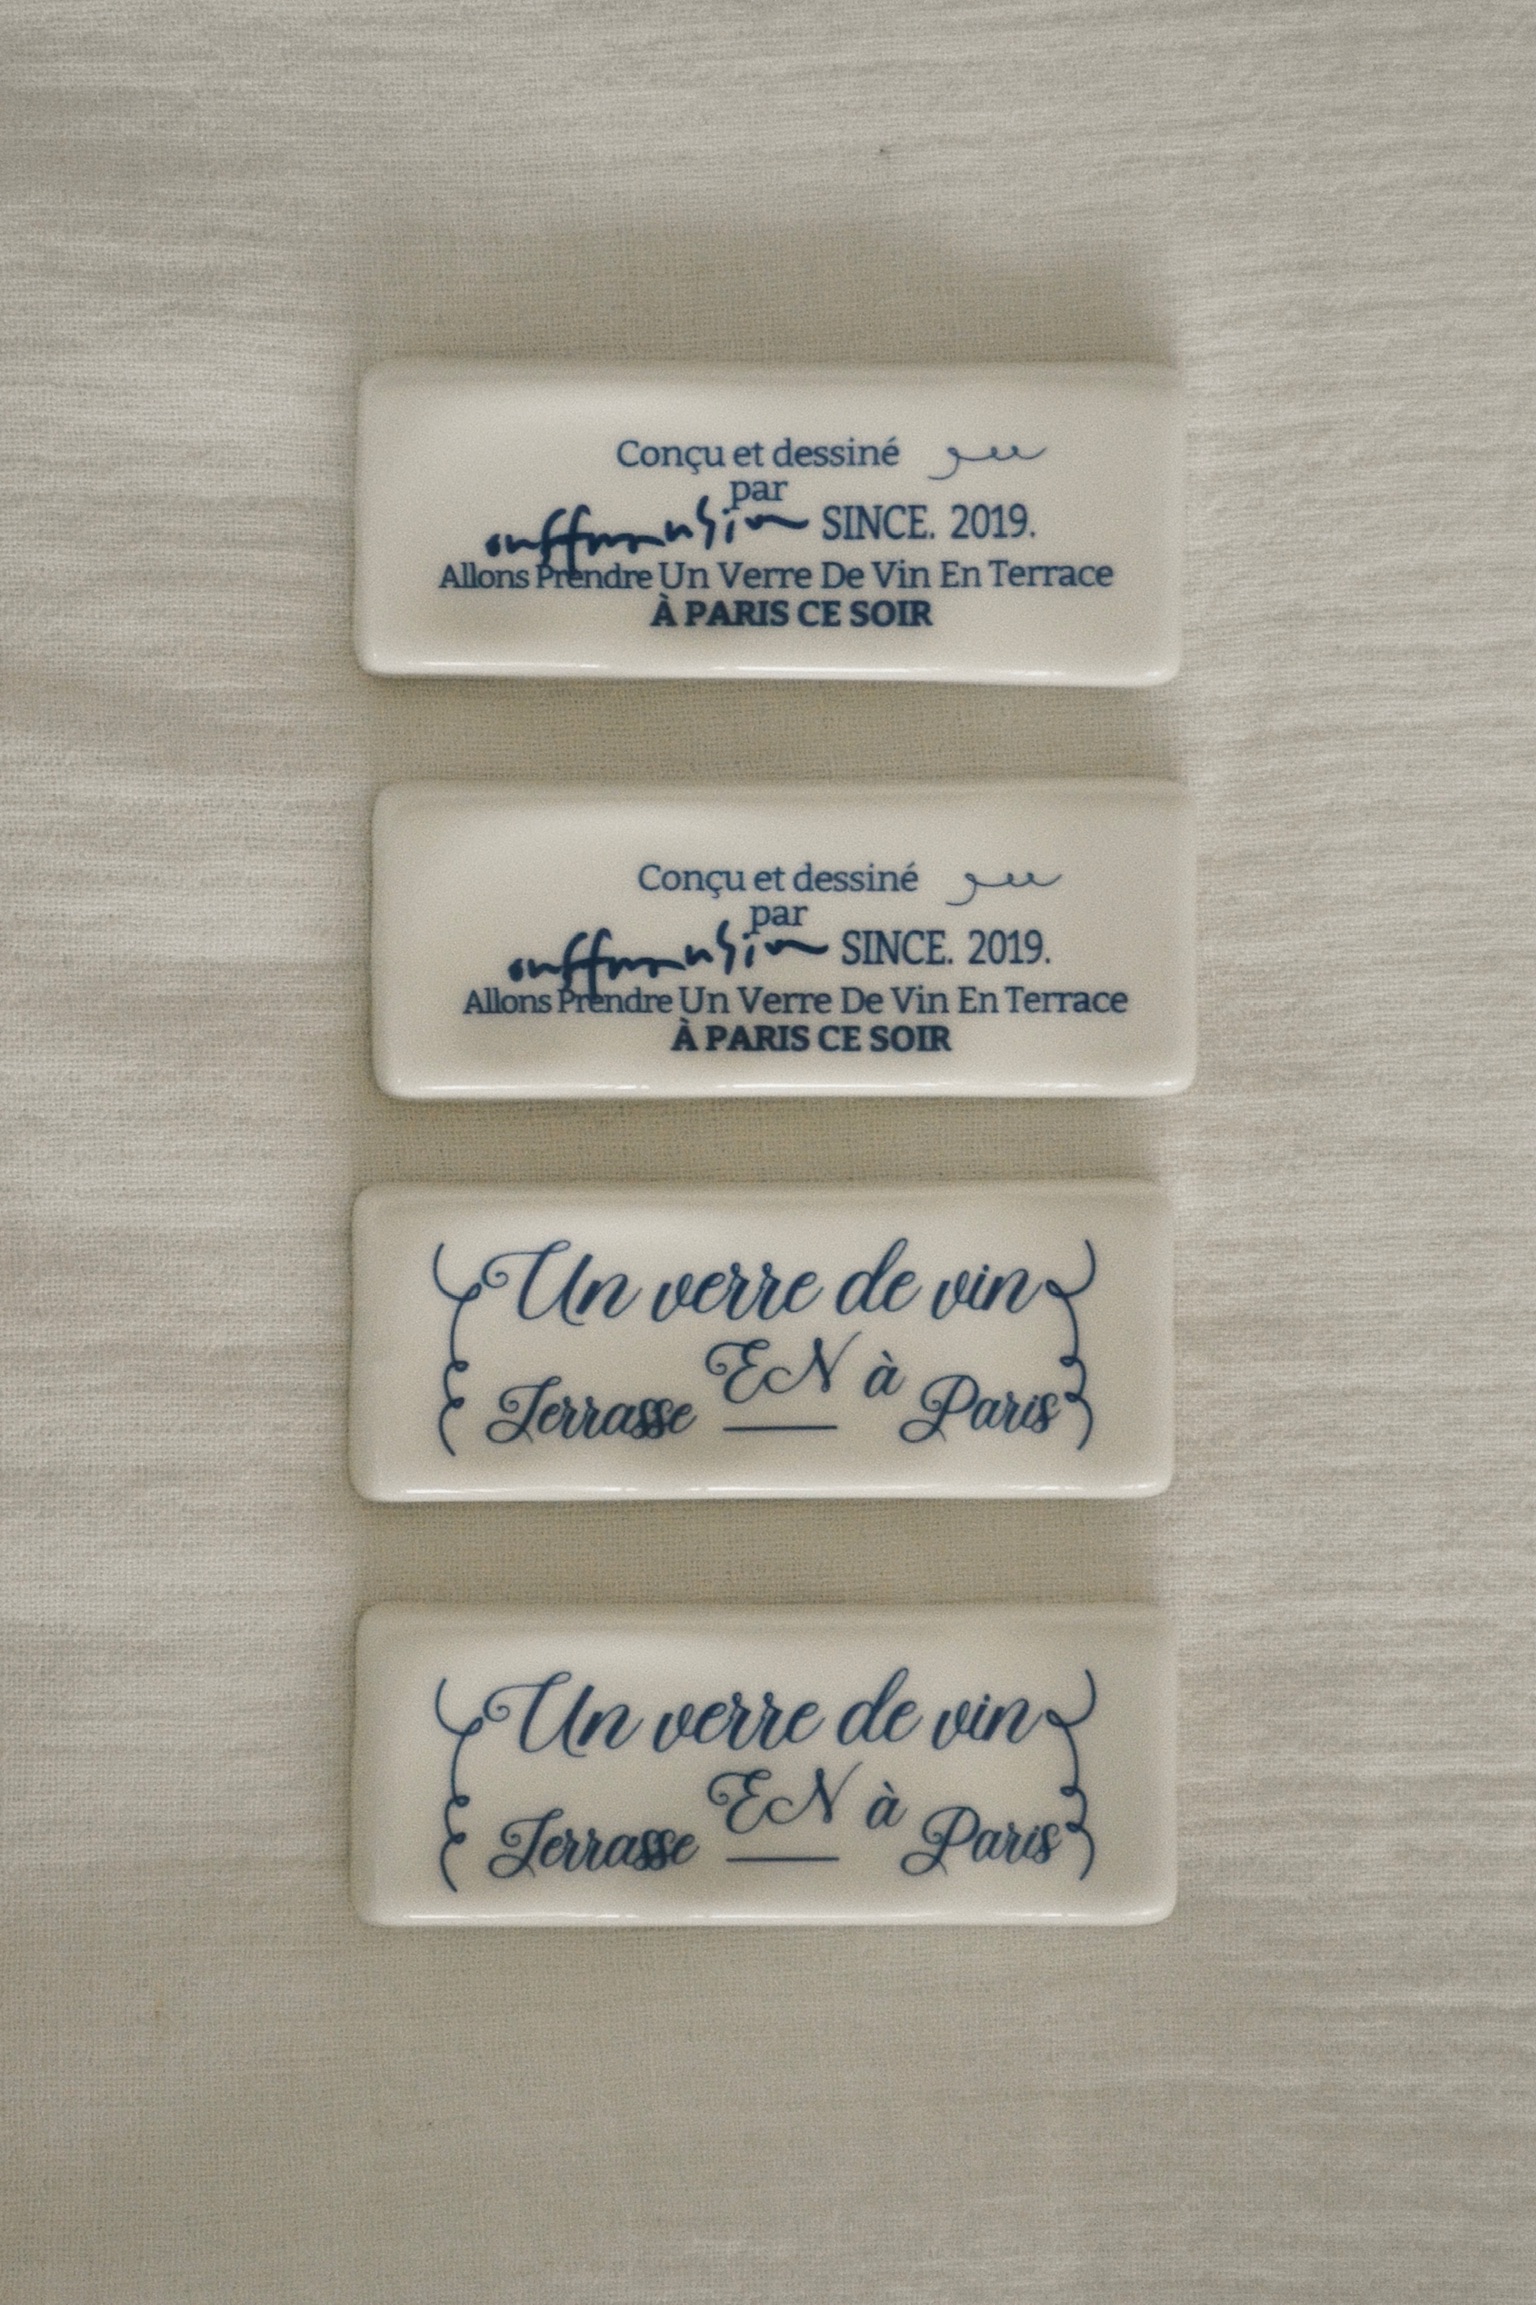 Conçu et dessiné
par
SINCE. 2019.
Allons Prendre Un Verre De Vin En Terrace
À PARIS CE SOIR
Conçu et dessiné
par
SINCE. 2019.
Allons Prendre Un Verre De Vin En Terrace
À PARIS CE SOIR
Un verre de vin
EN à
Terrasse Paris
Un verre de vin
EN à
Terrasse Paris